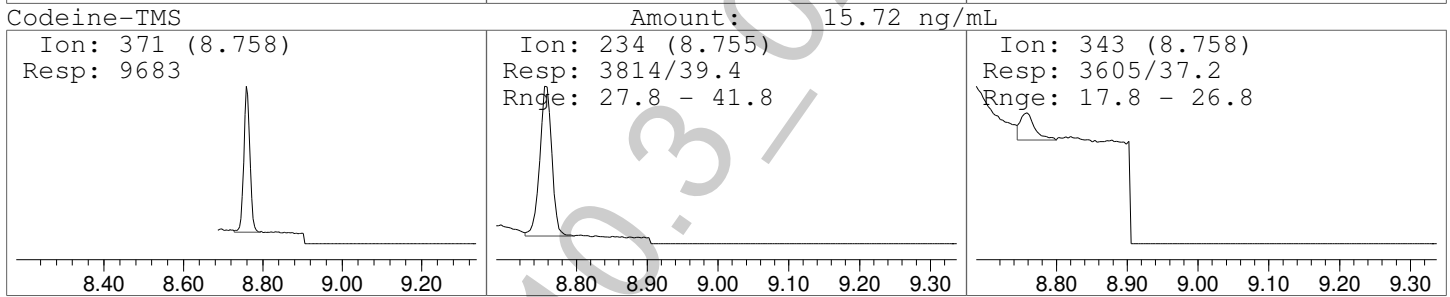 Codeine-TMS Amount: 15.72 ng/mL
Ion: 371 (8.758)
Resp: 9683
8.40 8.60 8.80 9.00 9.20
Ion: 234 (8.755)
Resp: 3814/39.4
Rnge: 27.8 - 41.8
8.80 8.90 9.00 9.10 9.20 9.30
Ion: 343 (8.758)
Resp: 3605/37.2
Rnge: 17.8 - 26.8
8.80 8.90 9.00 9.10 9.20 9.30